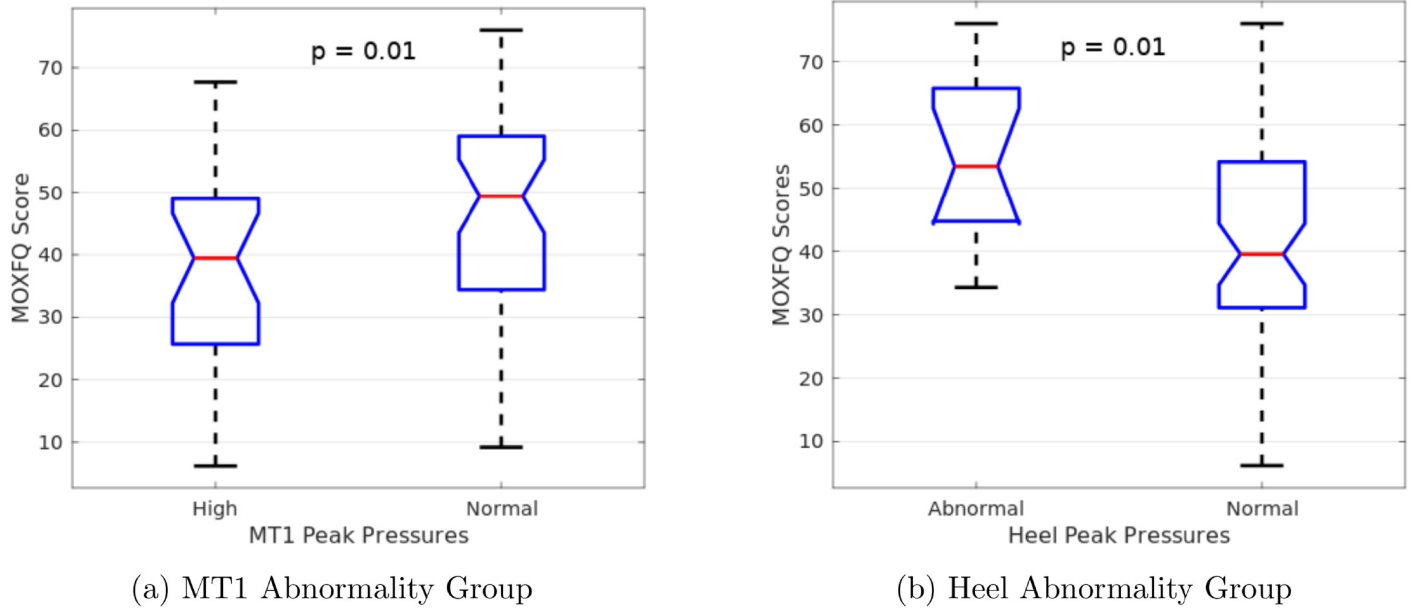 p = 0.01
70
60
50
40
30
20
10
MOXFQ Score
High
Normal
MT1 Peak Pressures
(a) MT1 Abnormality Group
p = 0.01
70
60
50
40
30
20
10
MOXFQ Scores
Abnormal
Normal
Heel Peak Pressures
(b) Heel Abnormality Group